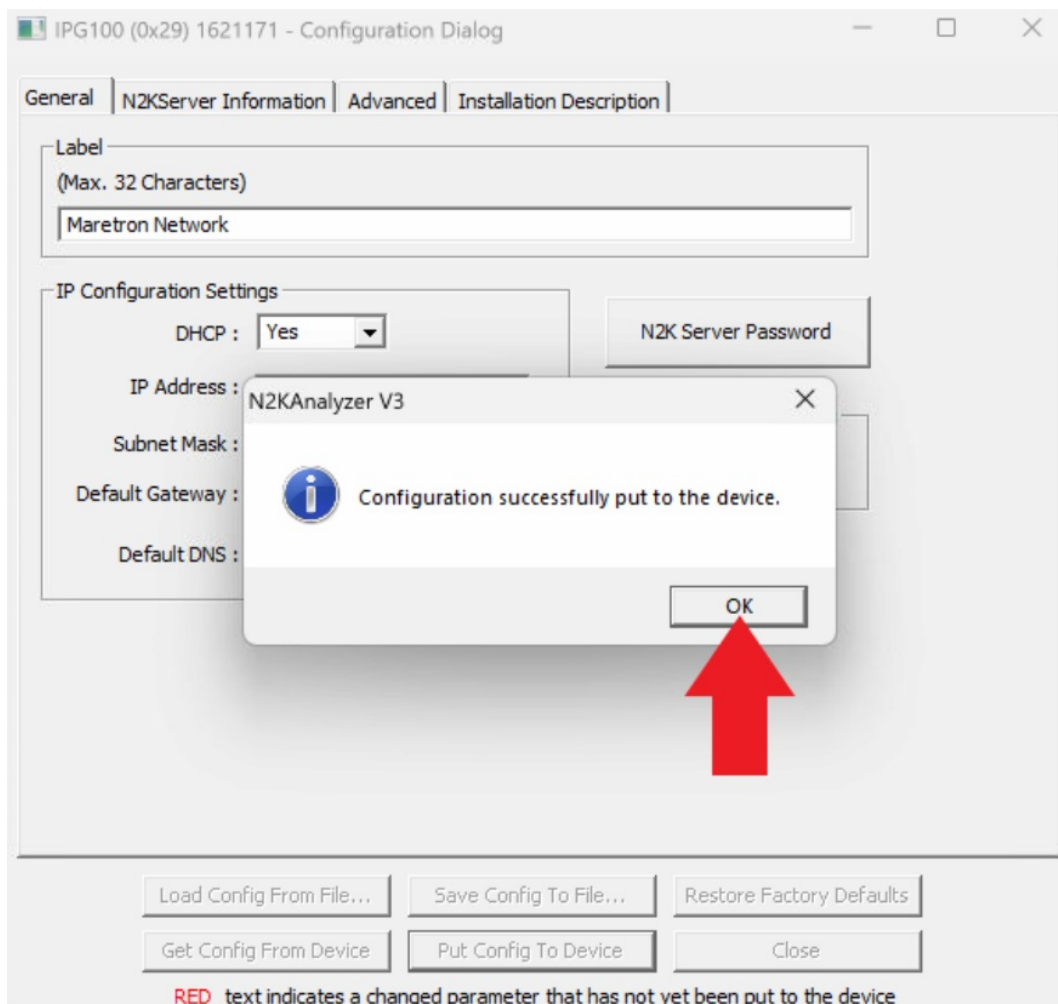 IPG100 (0x29) 1621171 - Configuration Dialog
General N2KServer Information Advanced Installation Description
Label
(Max. 32 Characters)
Maretron Network
IP Configuration Settings
DHCP : Yes
N2K Server Password
IP Address :
Subnet Mask :
Default Gateway :
Default DNS :
N2KAnalyzer V3
Configuration successfully put to the device.
OK
Load Config From File... Save Config To File... Restore Factory Defaults
Get Config From Device Put Config To Device Close
RED text indicates a changed parameter that has not yet been put to the device